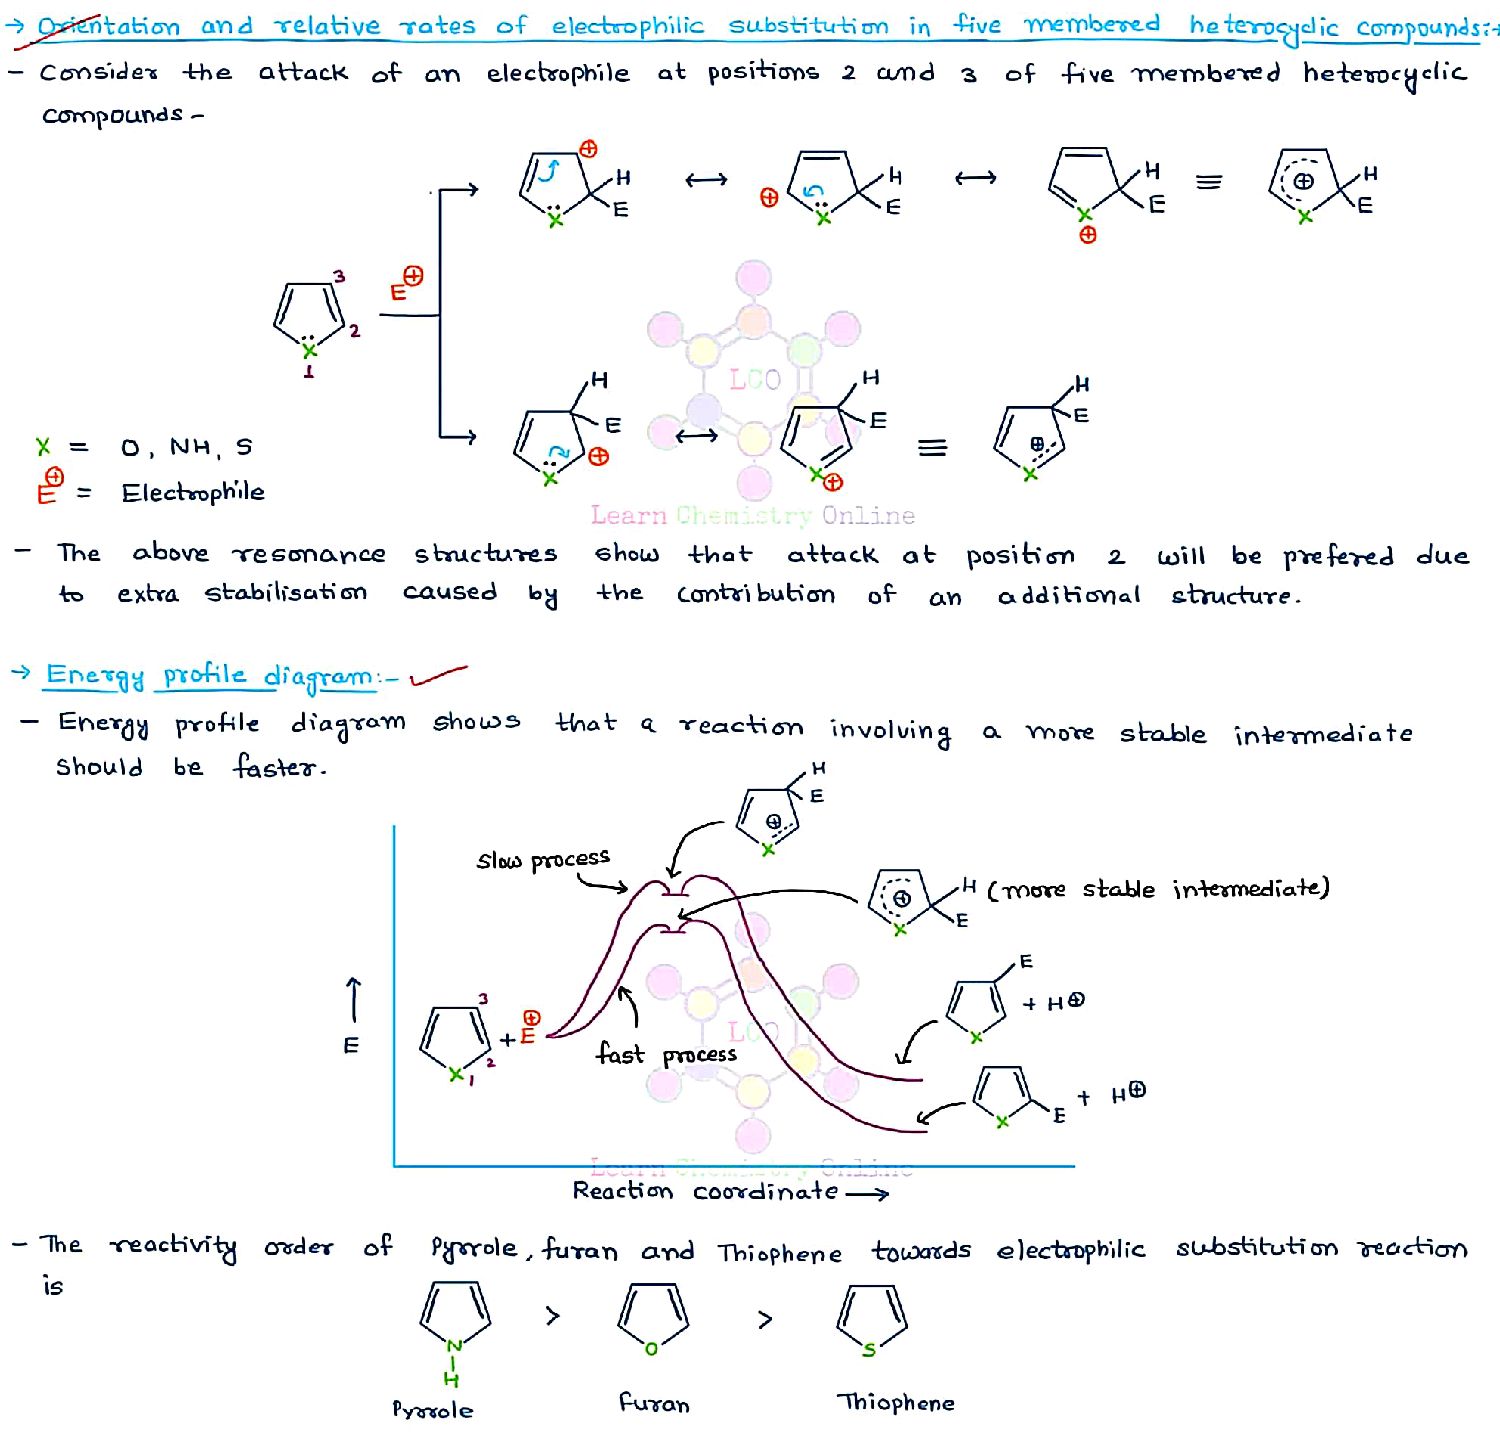 → Orientation and relative rates of electrophilic substitution in five membered heterocyclic compounds:-
- Consider the attack of an electrophile at positions 2 and 3 of five membered heterocyclic
compounds -
⊕
H
E
X
↔
⊕
H
E
X
↔
H
E
X
⊕
≡
⊕
H
E
X
3
2
X
1
E⊕
H
E
⊕
X
↔
H
E
X⊕
≡
H
E
⊕
X
LCO
Learn Chemistry Online
X = O, NH, S
E⊕ = Electrophile
- The above resonance structures show that attack at position 2 will be prefered due
to extra stabilisation caused by the contribution of an additional structure.
→ Energy profile diagram:-
- Energy profile diagram shows that a reaction involving a more stable intermediate
should be faster.
H
E
⊕
X
slow process
⊕
H (more stable intermediate)
E
X
E
X
+ H⊕
3
2
X 1
+ E⊕
fast process
LCO
↑
E
E
X
+ H⊕
Learn Chemistry Online
Reaction coordinate →
- The reactivity order of Pyrrole, furan and Thiophene towards electrophilic substitution reaction
is
N
H
>
O
>
S
Pyrrole
furan
Thiophene